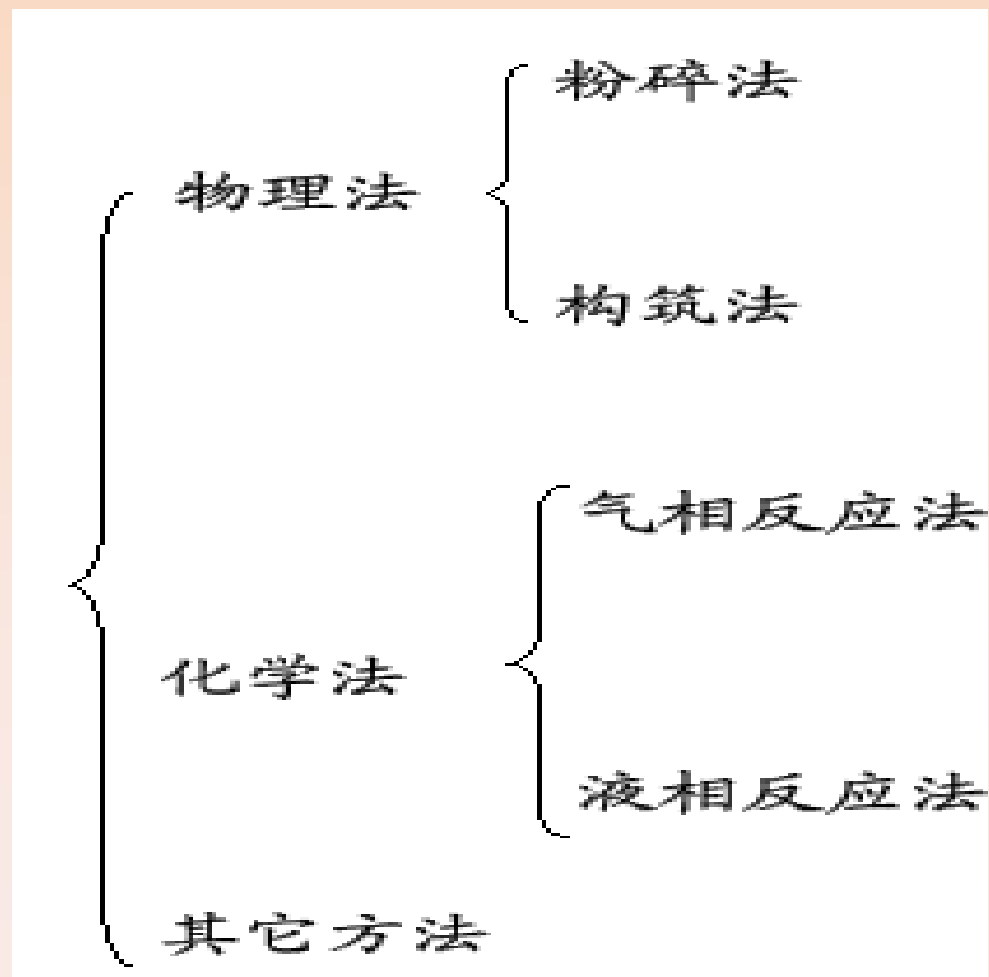 物理法
粉碎法
构筑法
化学法
气相反应法
液相反应法
其它方法